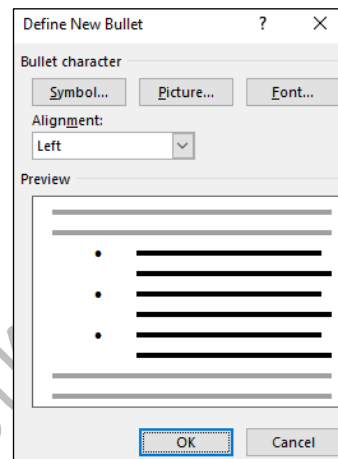 Define New Bullet ? ×
Bullet character
Symbol... Picture... Font...
Alignment:
Left
Preview
OK Cancel